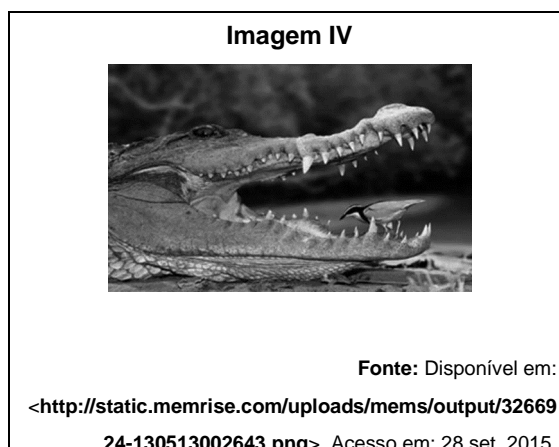 Imagem IV
Fonte: Disponível em:
<http://static.memrise.com/uploads/mems/output/32669
24-130513002643.png>. Acesso em: 28 set. 2015.